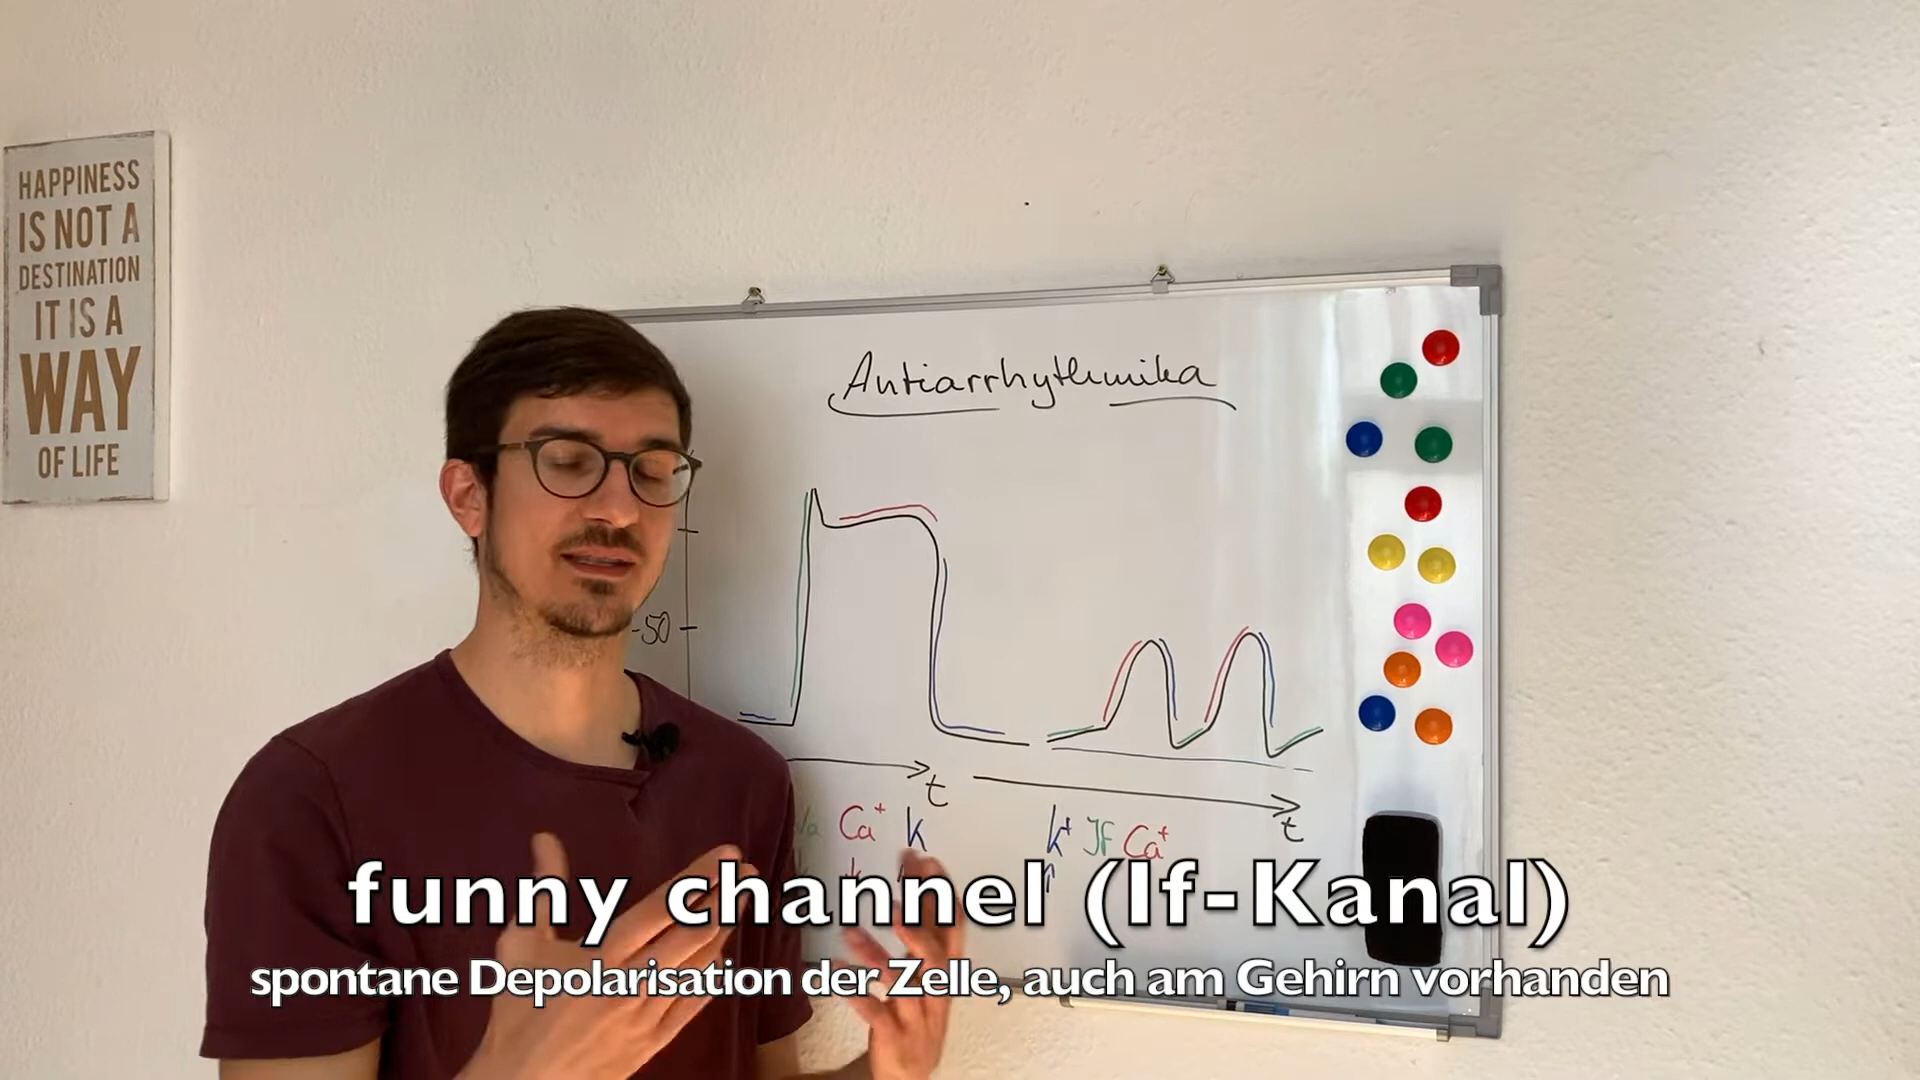 HAPPINESS
IS NOT A
DESTINATION
IT IS A
WAY
OF LIFE
Antiarrhythmika
-50
t
t
Ca+ K
K+ If Ca+
funny channel (If-Kanal)
spontane Depolarisation der Zelle, auch am Gehirn vorhanden